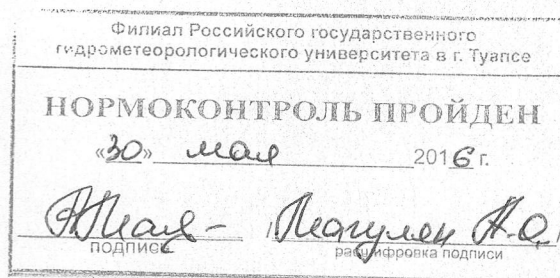 Филиал Российского государственного
гидрометеорологического университета в г. Туапсе
НОРМОКОНТРОЛЬ ПРОЙДЕН
«30» мая 2016 г.
подпись расшифровка подписи